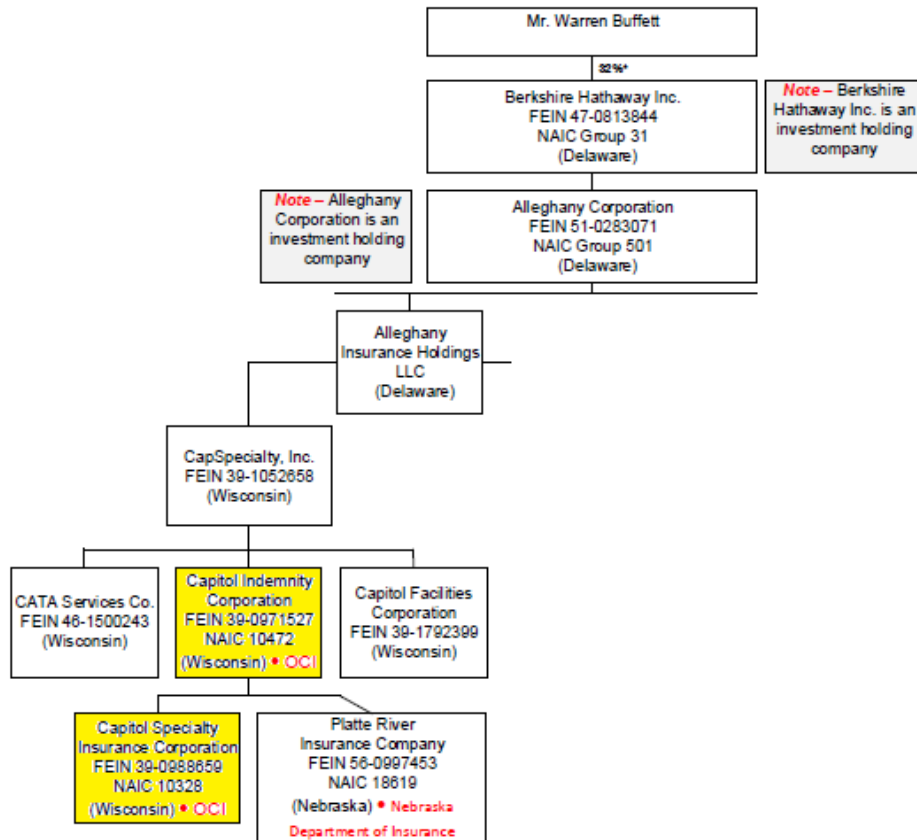 Mr. Warren Buffett
32%*
Berkshire Hathaway Inc.
FEIN 47-0813844
NAIC Group 31
(Delaware)
Note – Berkshire
Hathaway Inc. is an
investment holding
company
Note – Alleghany
Corporation is an
investment holding
company
Alleghany Corporation
FEIN 51-0283071
NAIC Group 501
(Delaware)
Alleghany
Insurance Holdings
LLC
(Delaware)
CapSpecialty, Inc.
FEIN 39-1052658
(Wisconsin)
CATA Services Co.
FEIN 46-1500243
(Wisconsin)
Capitol Indemnity
Corporation
FEIN 39-0971527
NAIC 10472
(Wisconsin) • OCI
Capitol Facilities
Corporation
FEIN 39-1792399
(Wisconsin)
Capitol Specialty
Insurance Corporation
FEIN 39-0988659
NAIC 10328
(Wisconsin) • OCI
Platte River
Insurance Company
FEIN 56-0997453
NAIC 18619
(Nebraska) • Nebraska
Department of Insurance